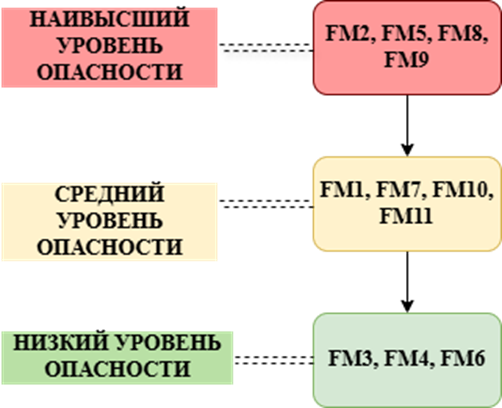 НАИВЫСШИЙ
УРОВЕНЬ
ОПАСНОСТИ
FM2, FM5, FM8,
FM9
СРЕДНИЙ
УРОВЕНЬ
ОПАСНОСТИ
FM1, FM7, FM10,
FM11
НИЗКИЙ УРОВЕНЬ
ОПАСНОСТИ
FM3, FM4, FM6